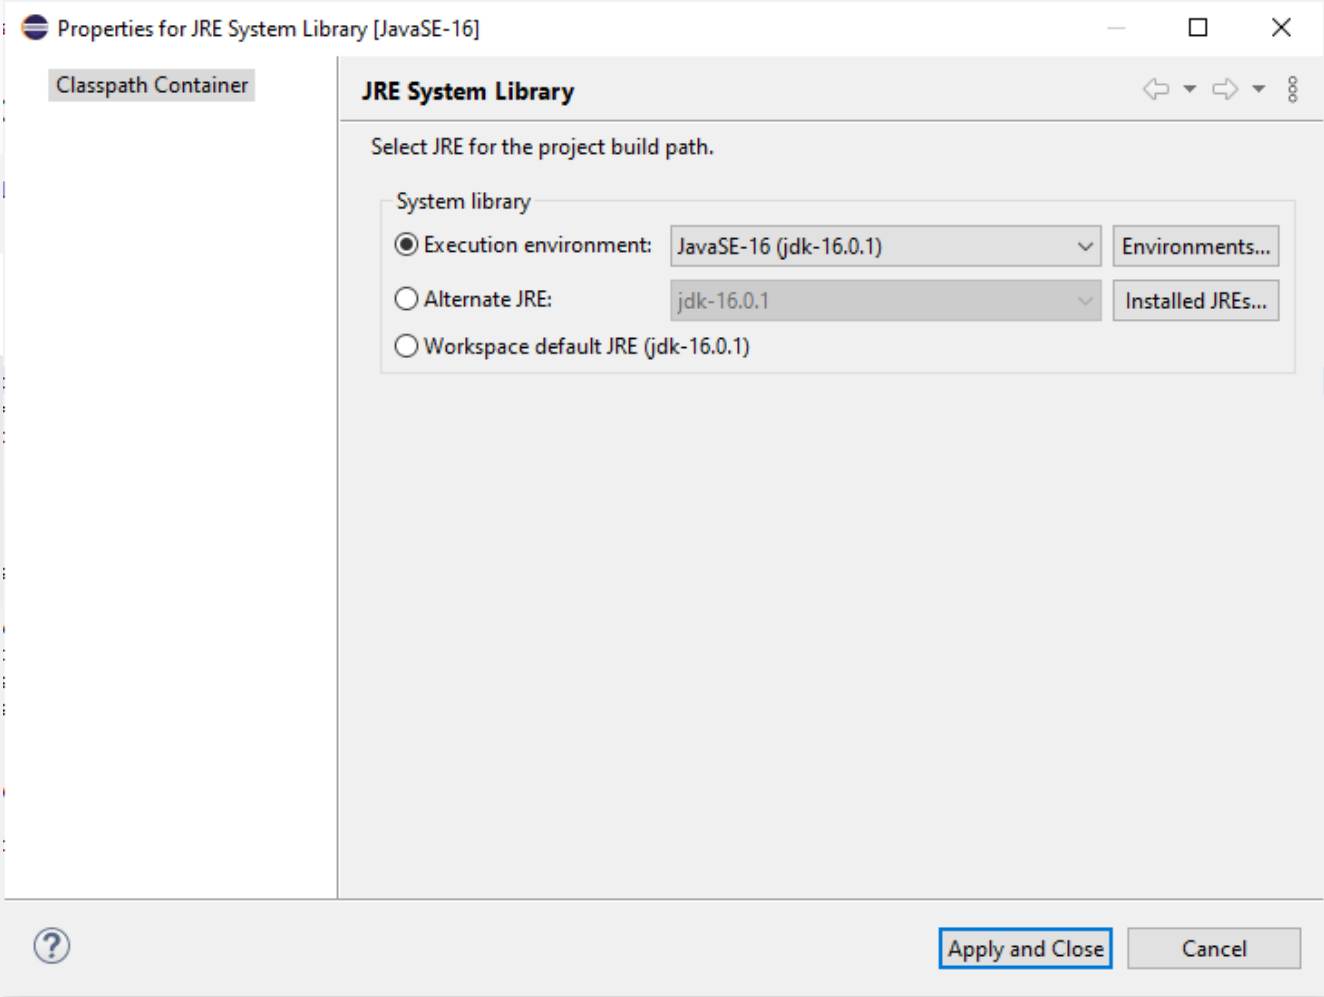 Properties for JRE System Library [JavaSE-16]
Classpath Container
JRE System Library
Select JRE for the project build path.
System library
Execution environment: JavaSE-16 (jdk-16.0.1) Environments...
Alternate JRE: jdk-16.0.1 Installed JREs...
Workspace default JRE (jdk-16.0.1)
? Apply and Close Cancel